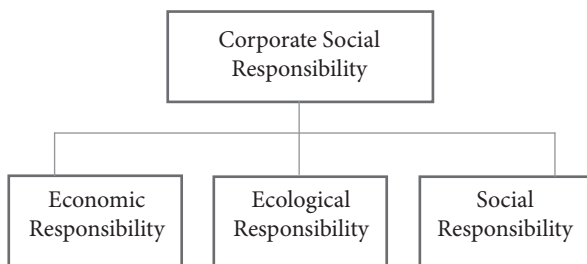 Corporate Social
Responsibility
Economic
Responsibility
Ecological
Responsibility
Social
Responsibility